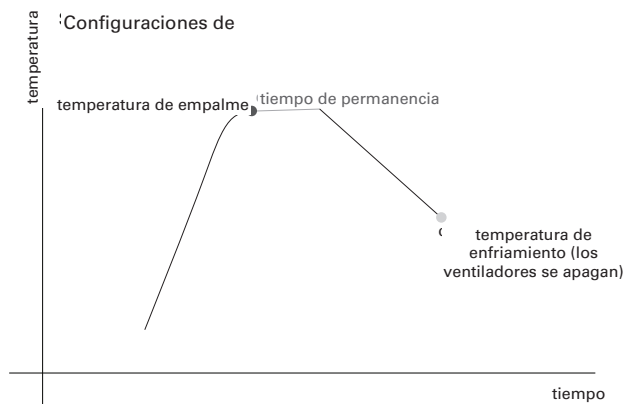 Configuraciones de
temperatura
temperatura de empalme
tiempo de permanencia
temperatura de
enfriamiento (los
ventiladores se apagan)
tiempo